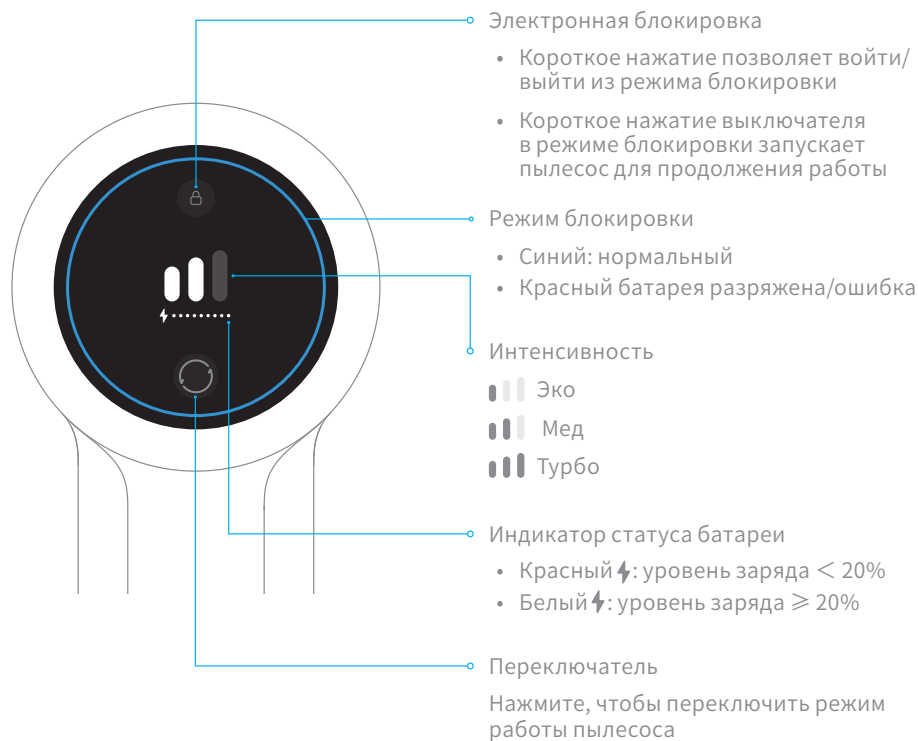 Электронная блокировка
• Короткое нажатие позволяет войти/
выйти из режима блокировки
• Короткое нажатие выключателя
в режиме блокировки запускает
пылесос для продолжения работы
Режим блокировки
• Синий: нормальный
• Красный батарея разряжена/ошибка
Интенсивность
Эко
Мед
Турбо
Индикатор статуса батареи
• Красный: уровень заряда < 20%
• Белый: уровень заряда ⩾ 20%
Переключатель
Нажмите, чтобы переключить режим
работы пылесоса